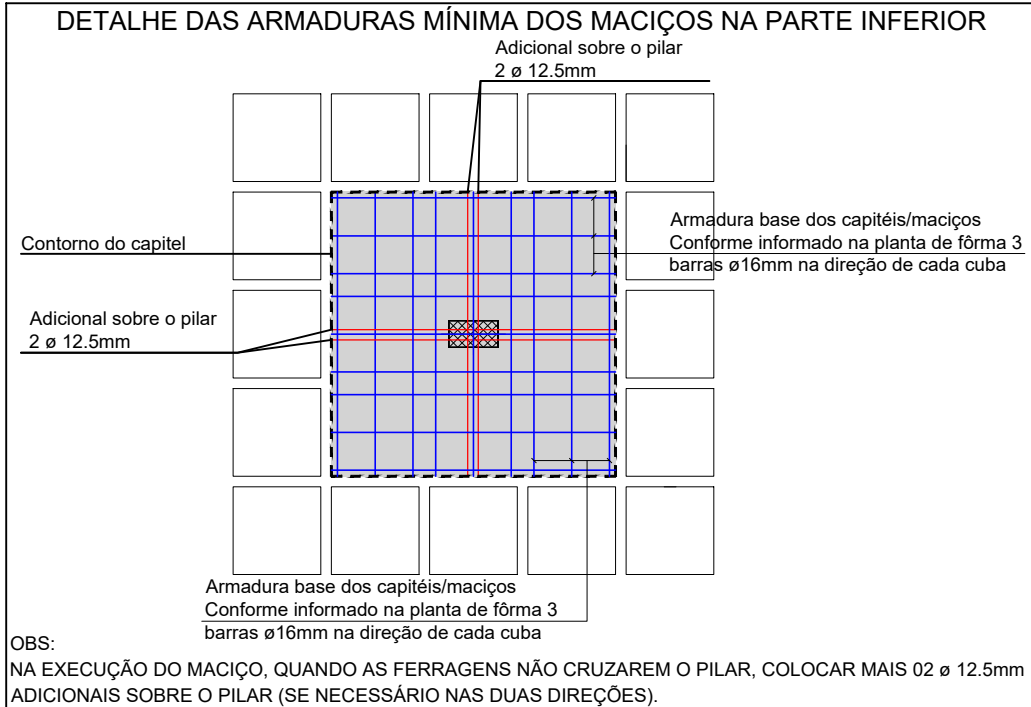 DETALHE DAS ARMADURAS MÍNIMA DOS MACIÇOS NA PARTE INFERIOR
Adicional sobre o pilar
2 ø 12.5mm
Armadura base dos capitéis/maciços
Conforme informado na planta de fôrma 3
barras ø16mm na direção de cada cuba
Contorno do capitel
Adicional sobre o pilar
2 ø 12.5mm
Armadura base dos capitéis/maciços
Conforme informado na planta de fôrma 3
barras ø16mm na direção de cada cuba
OBS:
NA EXECUÇÃO DO MACIÇO, QUANDO AS FERRAGENS NÃO CRUZAREM O PILAR, COLOCAR MAIS 02 ø 12.5mm
ADICIONAIS SOBRE O PILAR (SE NECESSÁRIO NAS DUAS DIREÇÕES).